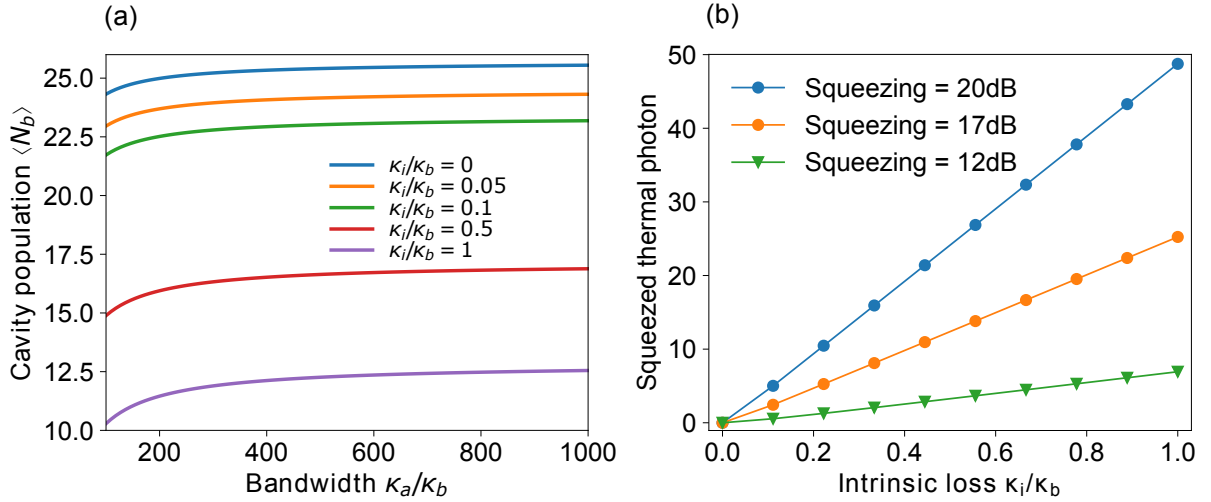 (a)
Cavity population ⟨N_b⟩
25.0
22.5
20.0
17.5
15.0
12.5
10.0
κ_i/κ_b = 0
κ_i/κ_b = 0.05
κ_i/κ_b = 0.1
κ_i/κ_b = 0.5
κ_i/κ_b = 1
200 400 600 800 1000
Bandwidth κ_a/κ_b
(b)
Squeezed thermal photon
50
40
30
20
10
0
Squeezing = 20dB
Squeezing = 17dB
Squeezing = 12dB
0.0 0.2 0.4 0.6 0.8 1.0
Intrinsic loss κ_i/κ_b